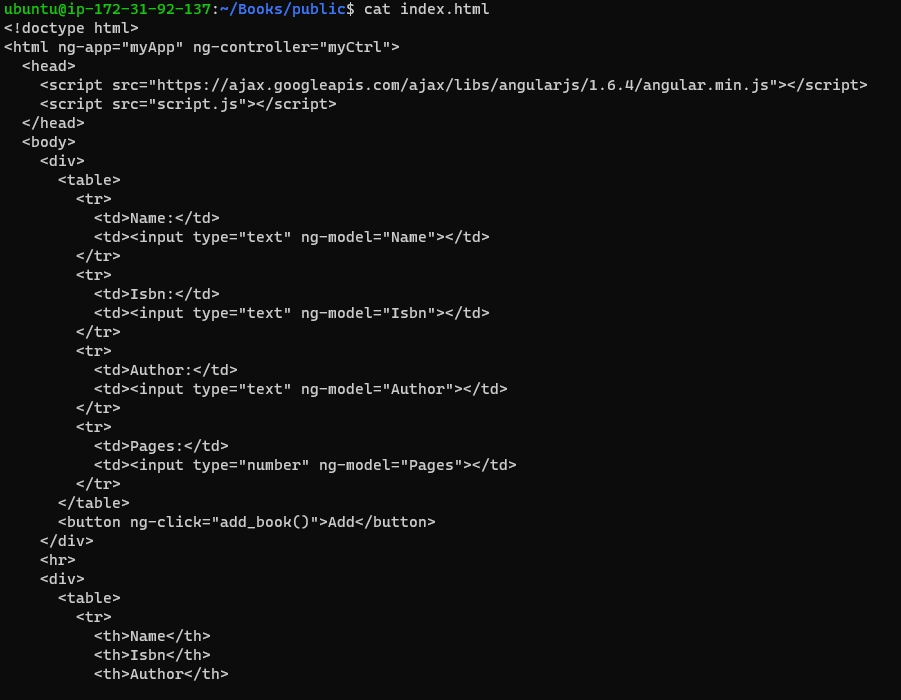 ubuntu@ip-172-31-92-137:~/Books/public$ cat index.html
<!doctype html>
<html ng-app="myApp" ng-controller="myCtrl">
  <head>
    <script src="https://ajax.googleapis.com/ajax/libs/angularjs/1.6.4/angular.min.js"></script>
    <script src="script.js"></script>
  </head>
  <body>
    <div>
      <table>
        <tr>
          <td>Name:</td>
          <td><input type="text" ng-model="Name"></td>
        </tr>
        <tr>
          <td>Isbn:</td>
          <td><input type="text" ng-model="Isbn"></td>
        </tr>
        <tr>
          <td>Author:</td>
          <td><input type="text" ng-model="Author"></td>
        </tr>
        <tr>
          <td>Pages:</td>
          <td><input type="number" ng-model="Pages"></td>
        </tr>
      </table>
      <button ng-click="add_book()">Add</button>
    </div>
    <hr>
    <div>
      <table>
        <tr>
          <th>Name</th>
          <th>Isbn</th>
          <th>Author</th>